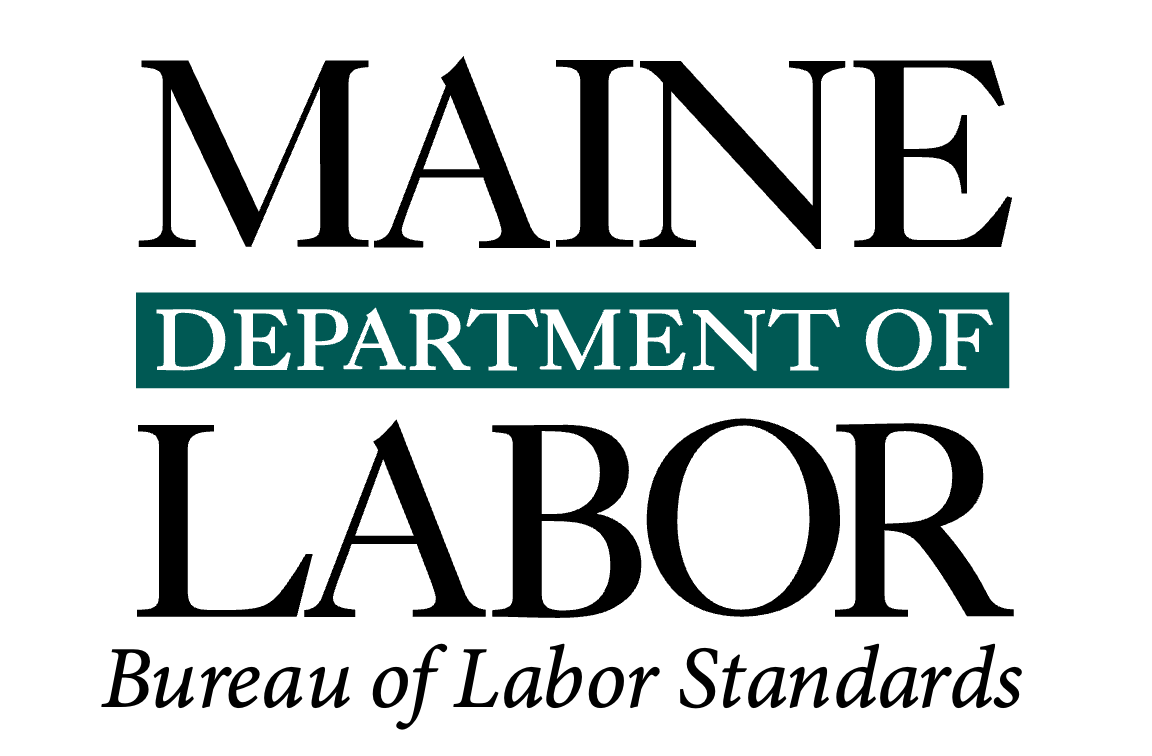 MAINE
DEPARTMENT OF
LABOR
Bureau of Labor Standards